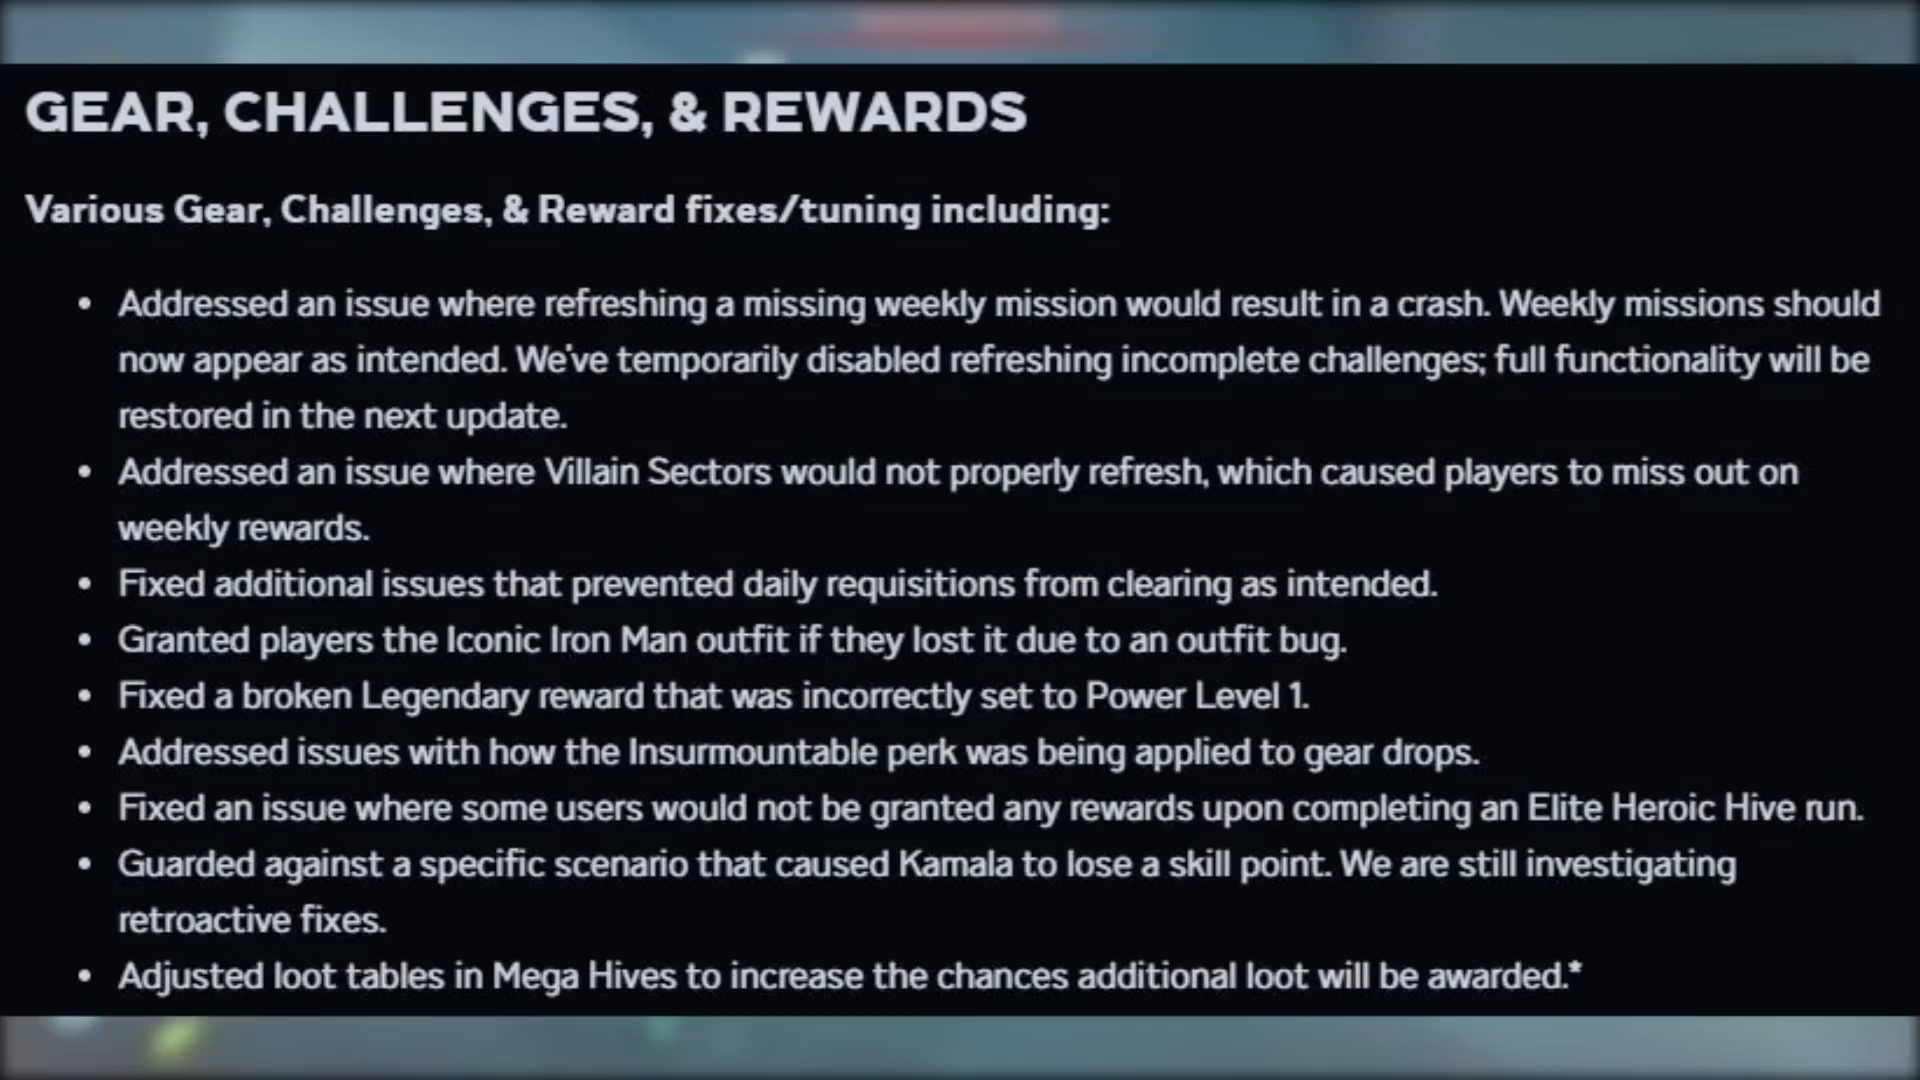 GEAR, CHALLENGES, & REWARDS
Various Gear, Challenges, & Reward fixes/tuning including:
• Addressed an issue where refreshing a missing weekly mission would result in a crash. Weekly missions should
now appear as intended. We've temporarily disabled refreshing incomplete challenges; full functionality will be
restored in the next update.
• Addressed an issue where Villain Sectors would not properly refresh, which caused players to miss out on
weekly rewards.
• Fixed additional issues that prevented daily requisitions from clearing as intended.
• Granted players the Iconic Iron Man outfit if they lost it due to an outfit bug.
• Fixed a broken Legendary reward that was incorrectly set to Power Level 1.
• Addressed issues with how the Insurmountable perk was being applied to gear drops.
• Fixed an issue where some users would not be granted any rewards upon completing an Elite Heroic Hive run.
• Guarded against a specific scenario that caused Kamala to lose a skill point. We are still investigating
retroactive fixes.
• Adjusted loot tables in Mega Hives to increase the chances additional loot will be awarded.*